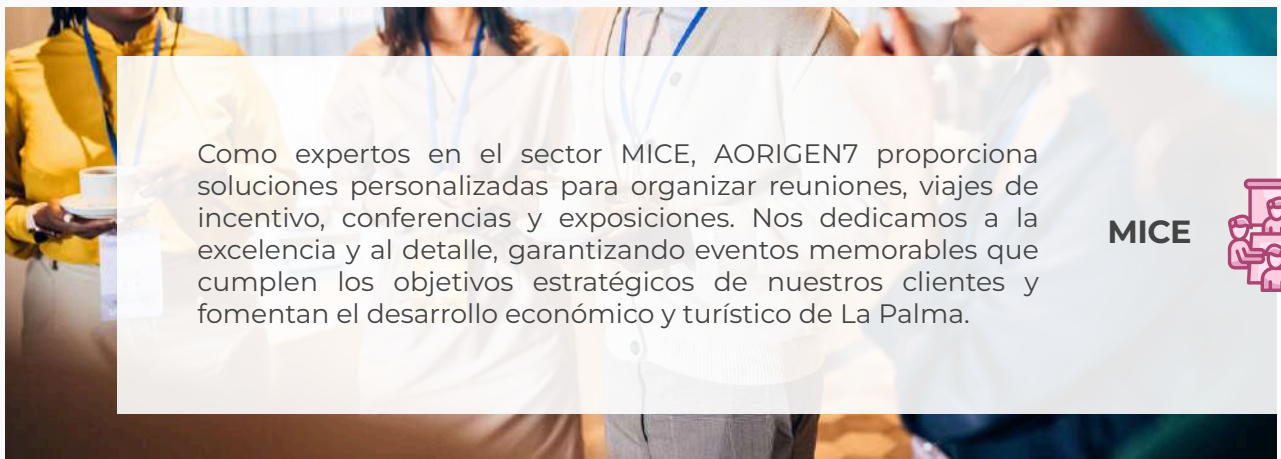 Como expertos en el sector MICE, AORIGEN7 proporciona
soluciones personalizadas para organizar reuniones, viajes de
incentivo, conferencias y exposiciones. Nos dedicamos a la
excelencia y al detalle, garantizando eventos memorables que
cumplen los objetivos estratégicos de nuestros clientes y
fomentan el desarrollo económico y turístico de La Palma.
MICE